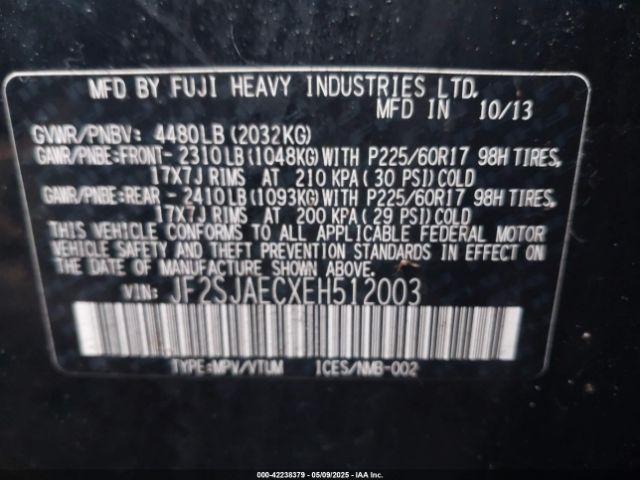 MFD BY FUJI HEAVY INDUSTRIES LTD.
MFD IN 10/13
GVWR/PNBV: 4480LB (2032KG)
GAWR/PNBE:FRONT- 2310LB (1048KG) WITH P225/60R17 98H TIRES,
17X7J RIMS AT 210 KPA (30 PSI) COLD
GAWR/PNBE:REAR - 2410LB (1093KG) WITH P225/60R17 98H TIRES,
17X7J RIMS AT 200 KPA (29 PSI) COLD
THIS VEHICLE CONFORMS TO ALL APPLICABLE FEDERAL MOTOR
VEHICLE SAFETY AND THEFT PREVENTION STANDARDS IN EFFECT
ON THE DATE OF MANUFACTURE SHOWN ABOVE.
VIN: JF2SJAECXEH512003
TYPE:MPV/VTUM ICES/NMB-002
000-42238379 - 05/09/2025 - IAA Inc.